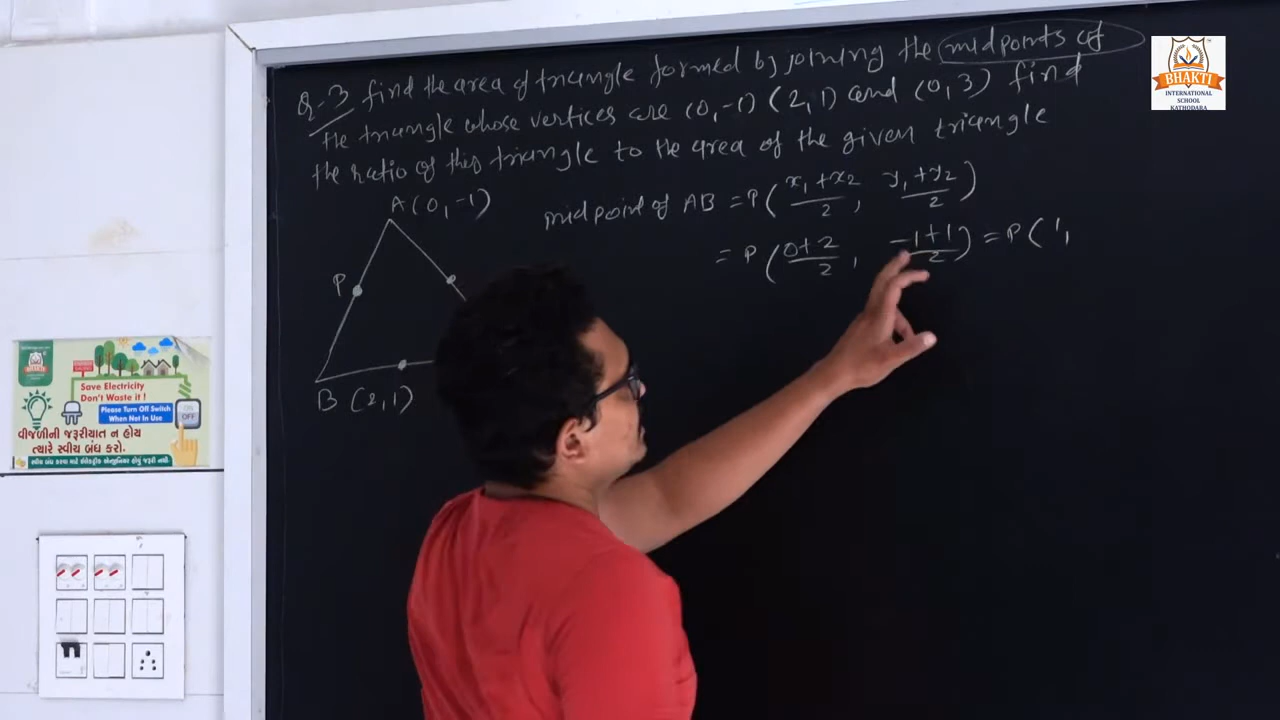 Q-3 find the area of triangle formed by joining the midpoints of
the triangle whose vertices are (0,-1) (2,1) and (0,3) find
the ratio of this triangle to the area of the given triangle
A (0,-1)
midpoint of AB = P( x1+x2/2 , y1+y2/2 )
= P( 0+2/2 , -1+1/2 ) = P( 1,
P
B (2,1)
BHAKTI
INTERNATIONAL
SCHOOL
KATHODARA
Save Electricity
Don't Waste it !
Please Turn Off Switch
When Not In Use
ON
OFF
વીજળીની જરૂરીયાત ન હોય
ત્યારે સ્વીચ બંધ કરો.